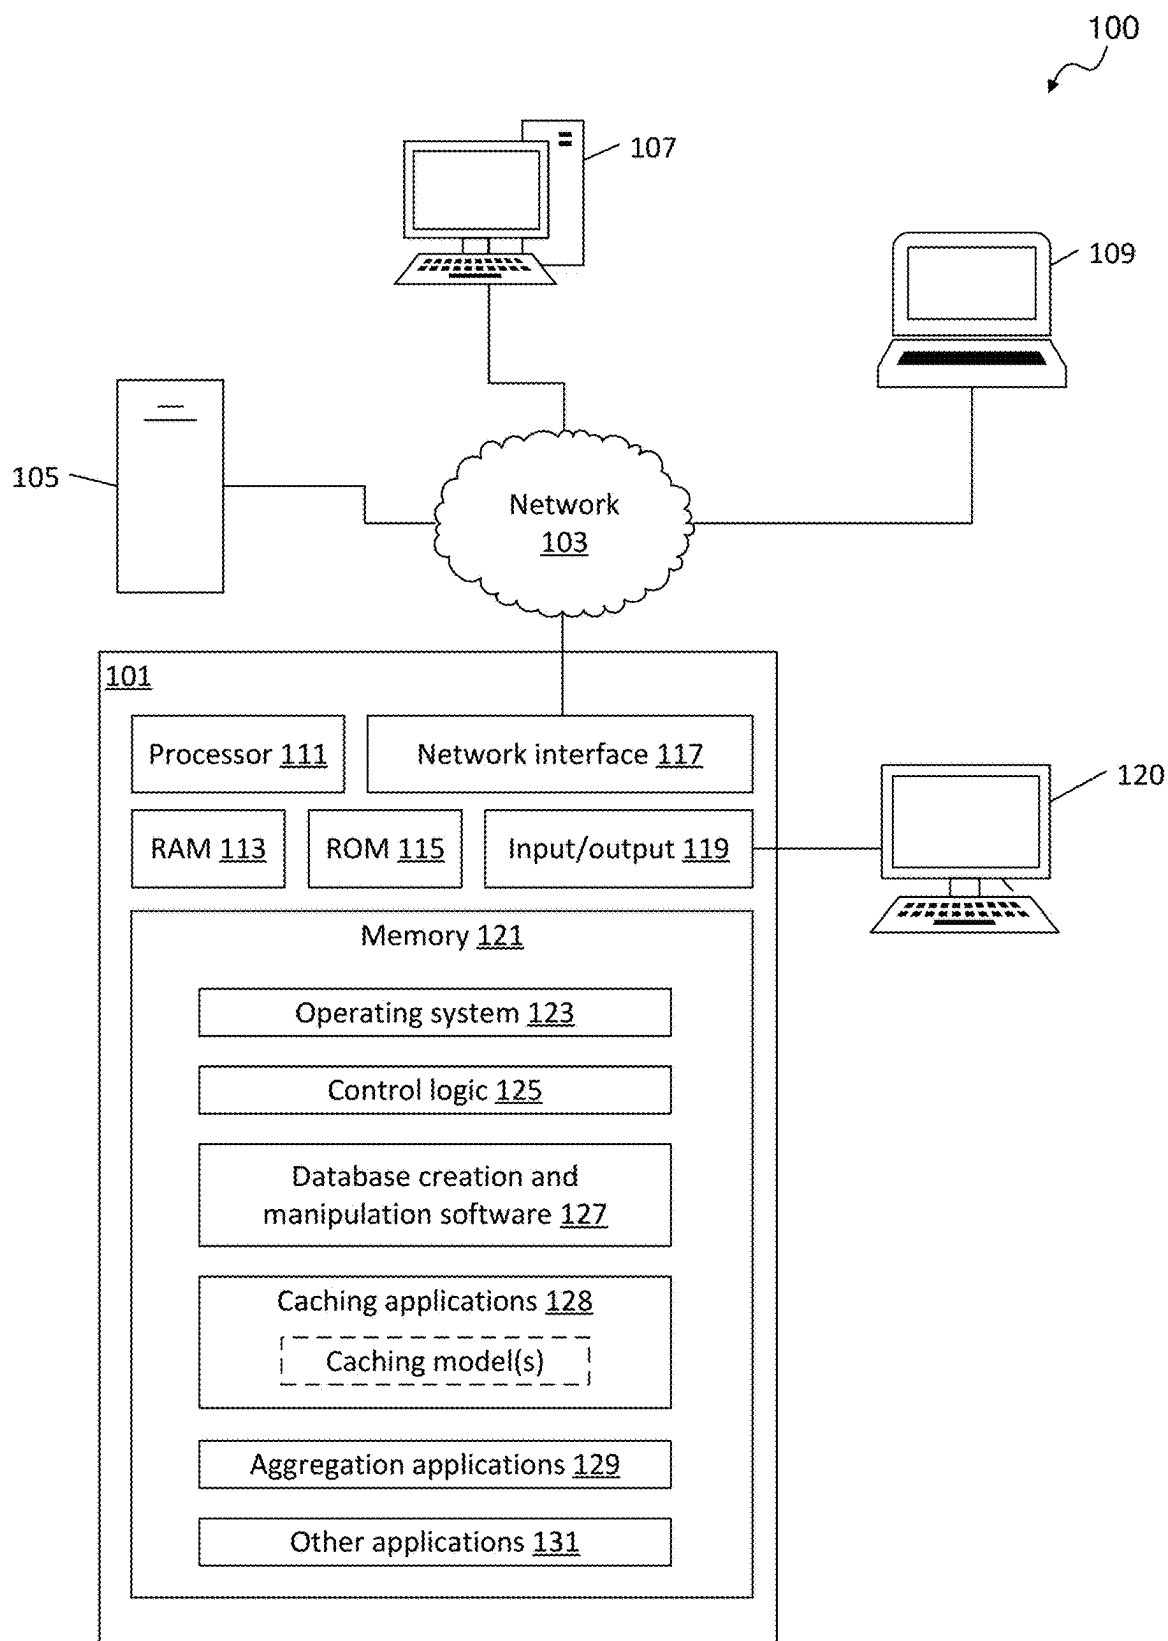 100
107
109
105
Network
103
101
Processor 111
Network interface 117
120
RAM 113
ROM 115
Input/output 119
Memory 121
Operating system 123
Control logic 125
Database creation and
manipulation software 127
Caching applications 128
Caching model(s)
Aggregation applications 129
Other applications 131